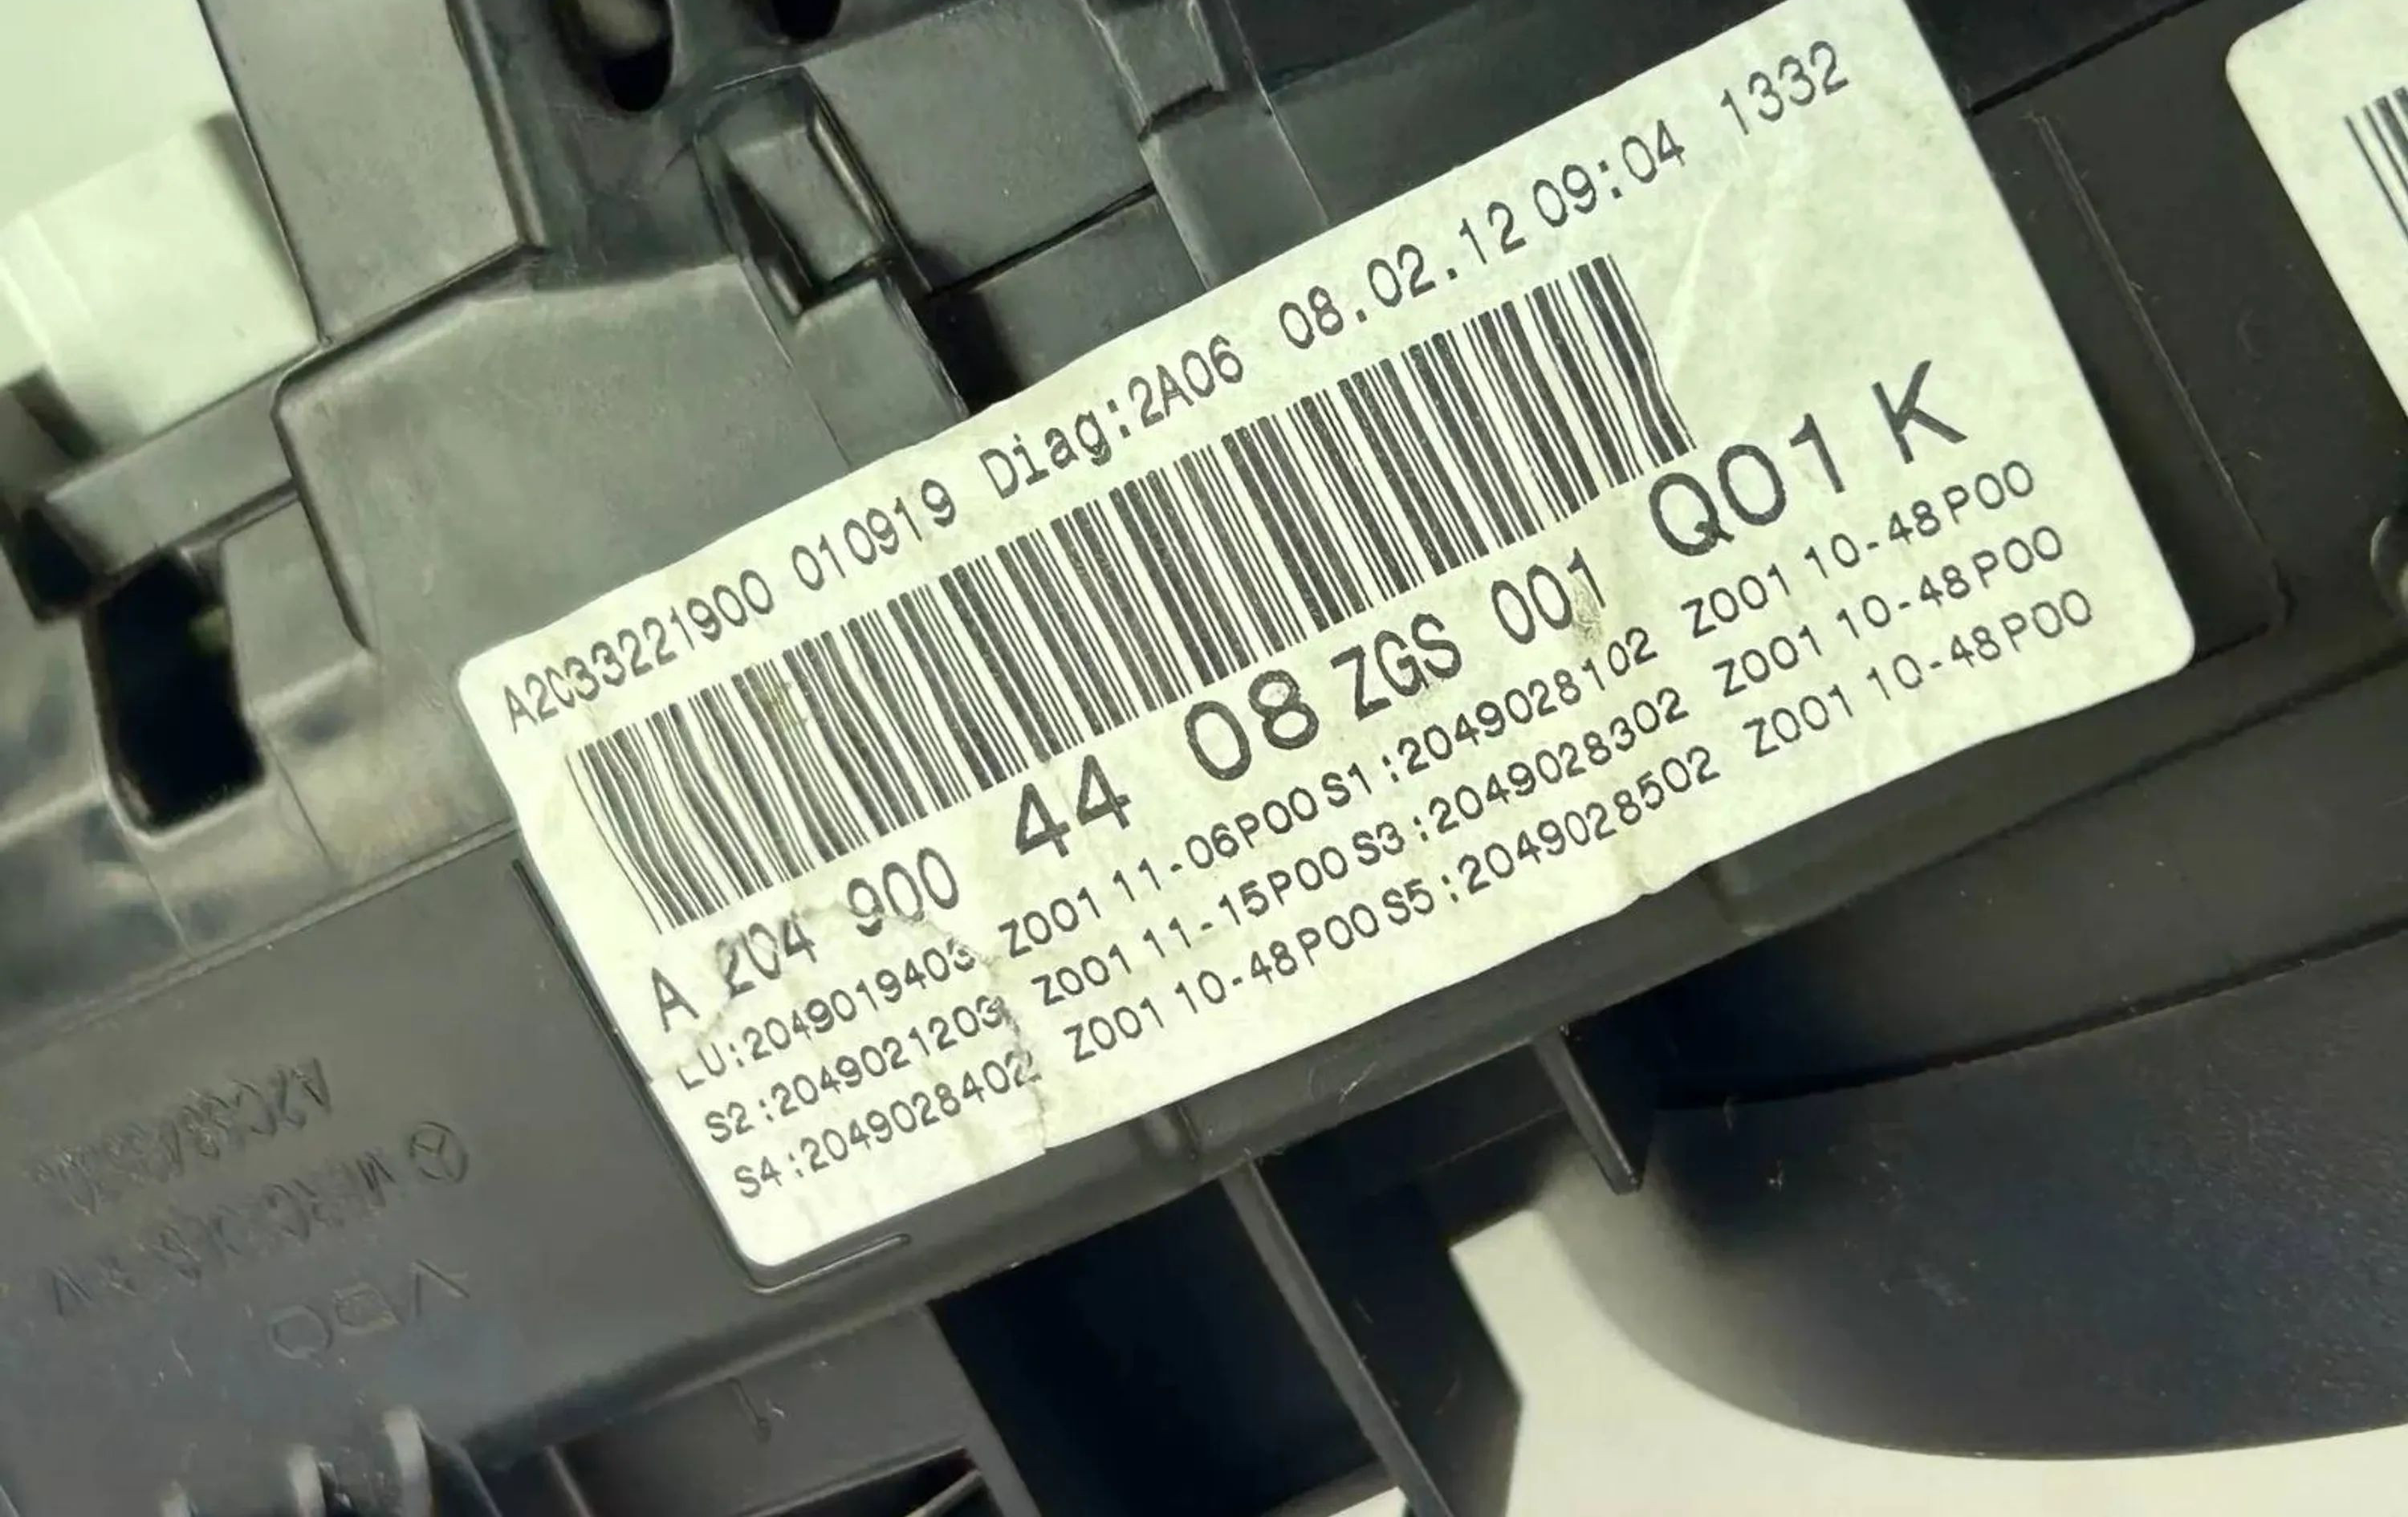 A2033221900 010919 Diag:2A06 08.02.12 09:04 1332
A 204 900 44 08 ZGS 001 Q01 K
LU:2049019403 Z001 11-06P00 S1:2049028102 Z001 10-48P00
S2:2049021203 Z001 11-15P00 S3:2049028302 Z001 10-48P00
S4:2049028402 Z001 10-48P00 S5:2049028502 Z001 10-48P00
VDO